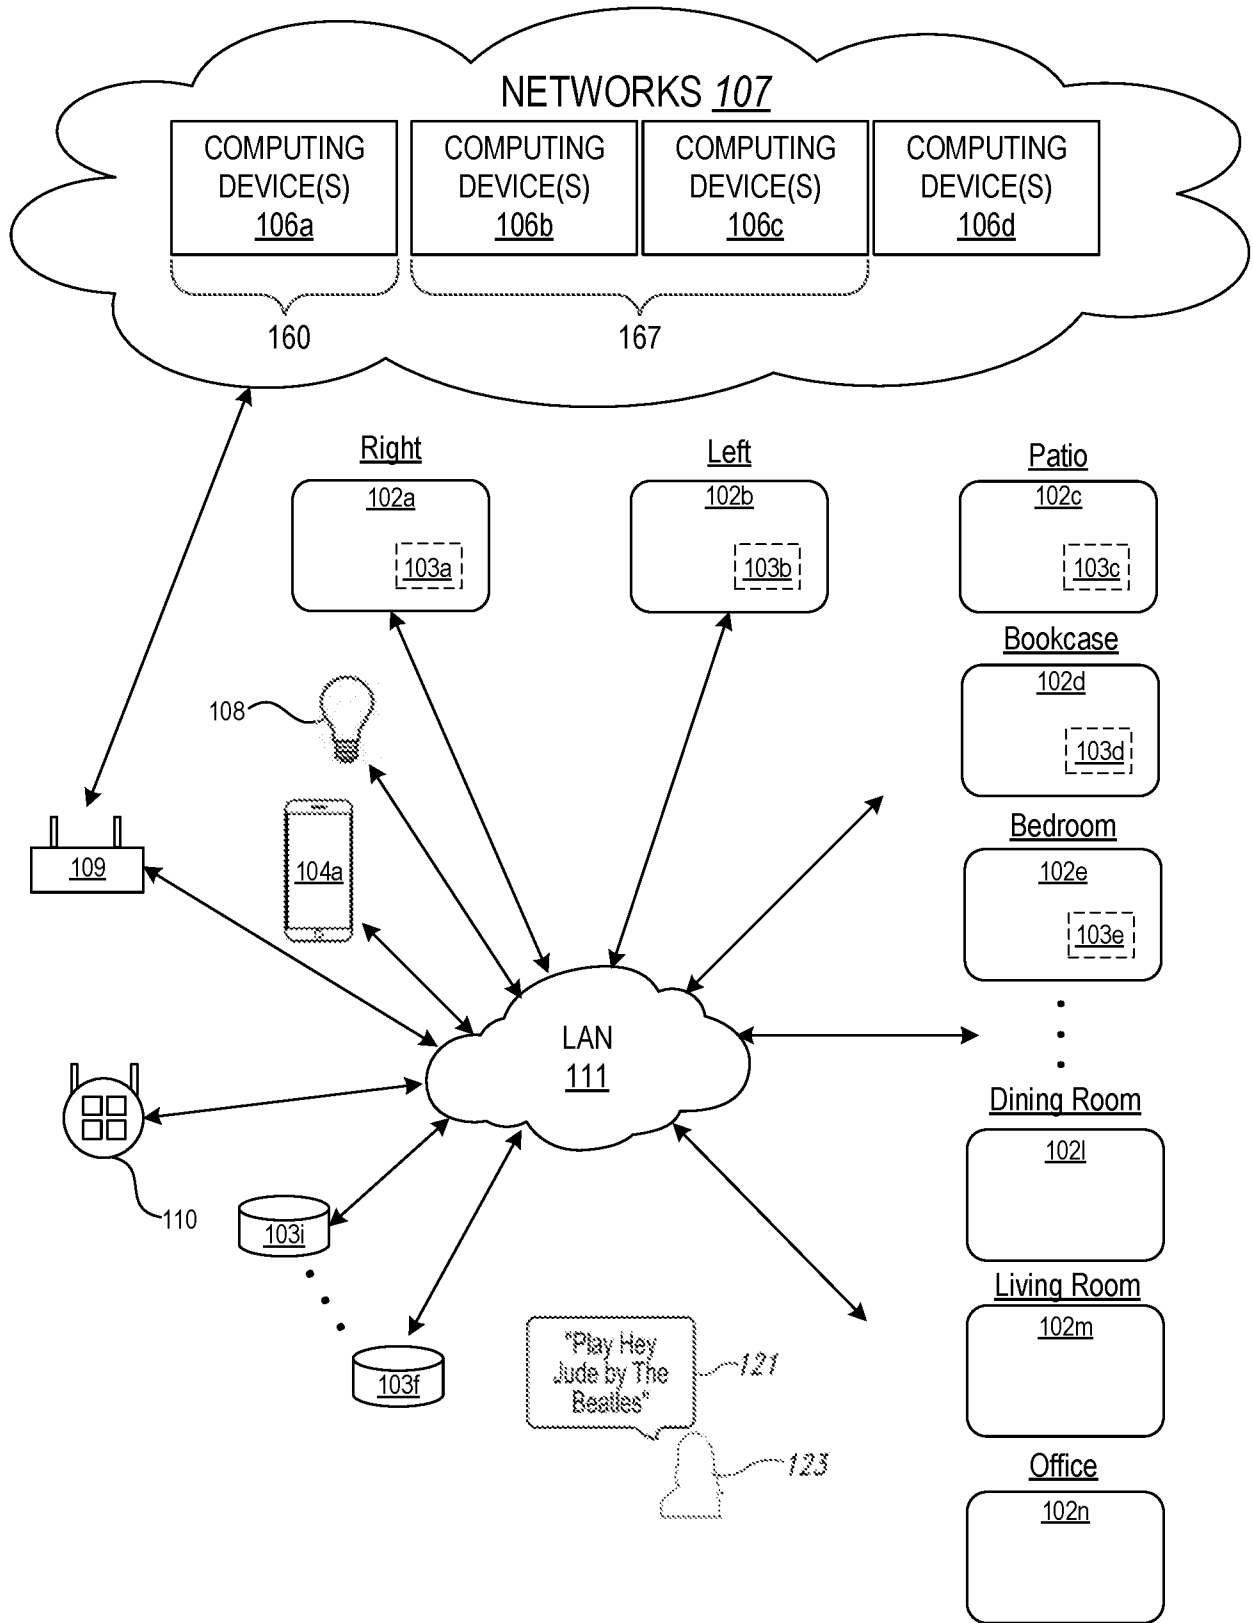 NETWORKS 107
COMPUTING
DEVICE(S)
106a
COMPUTING
DEVICE(S)
106b
COMPUTING
DEVICE(S)
106c
COMPUTING
DEVICE(S)
106d
160
167
Right
102a
103a
Left
102b
103b
Patio
102c
103c
Bookcase
102d
103d
108
104a
109
Bedroom
102e
103e
LAN
111
110
103i
103f
Dining Room
102l
Living Room
102m
"Play Hey
Jude by The
Beatles"
121
123
Office
102n